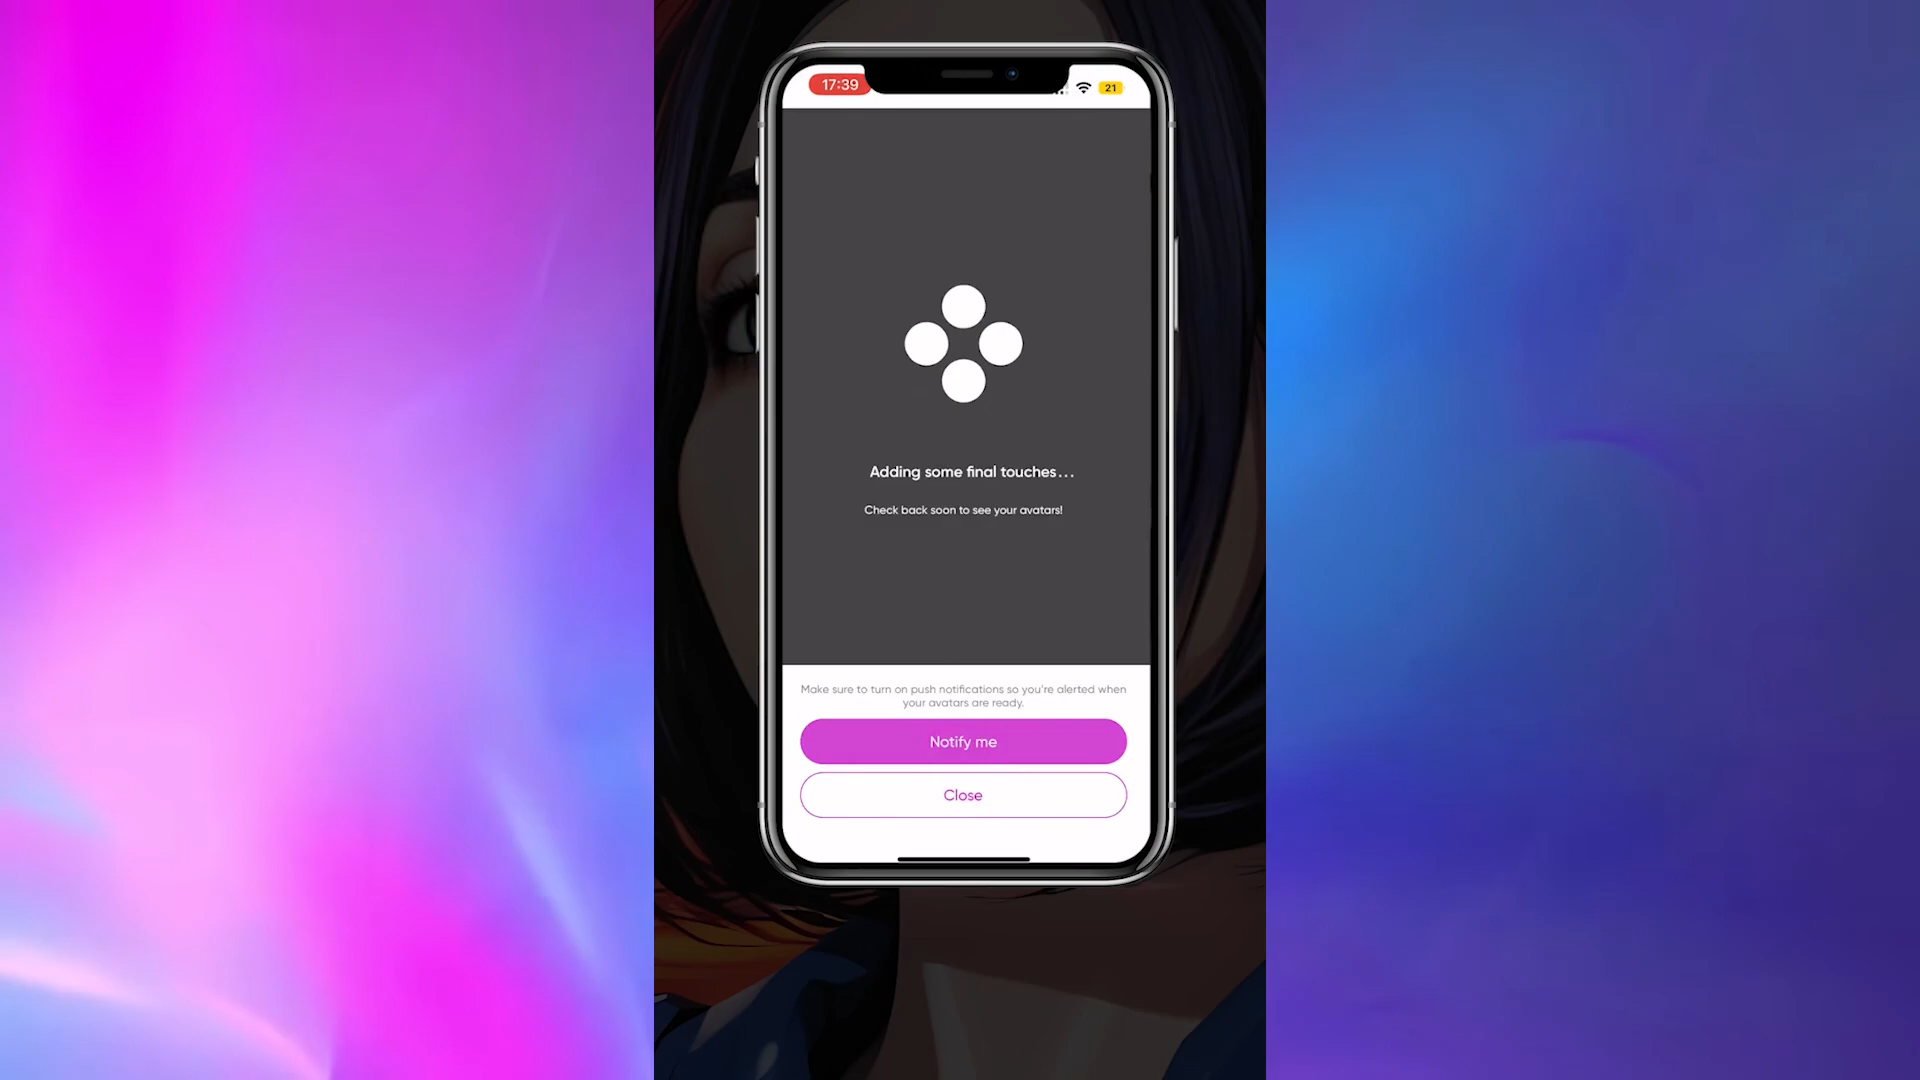 17:39
21
Adding some final touches...
Check back soon to see your avatars!
Make sure to turn on push notifications so you're alerted when
your avatars are ready.
Notify me
Close